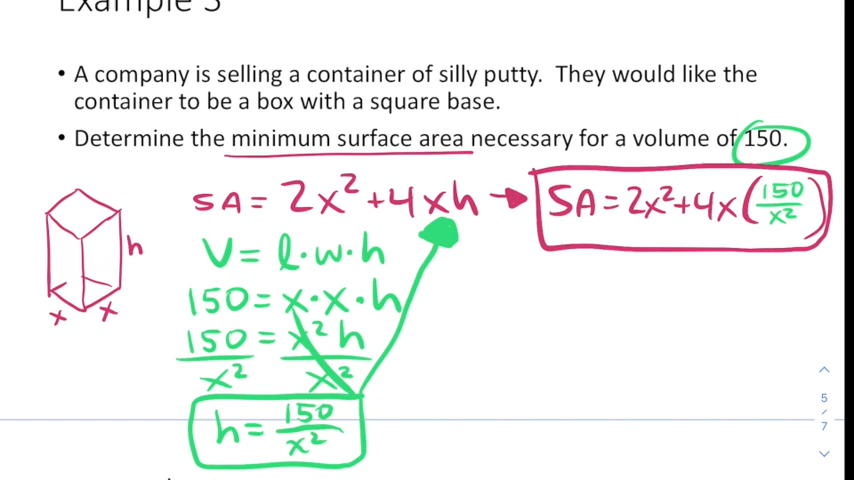 Example 3
• A company is selling a container of silly putty. They would like the
container to be a box with a square base.
• Determine the minimum surface area necessary for a volume of 150.
SA = 2x² + 4xh → SA = 2x² + 4x(150/x²)
h
x x
V = l · w · h
150 = x · x · h
150 = x² h
x² x²
h = 150/x²
5
/
7